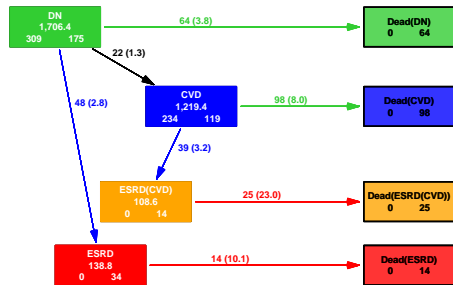 DN
1,706.4
309 175
64 (3.8)
Dead(DN)
0 64
22 (1.3)
48 (2.8)
CVD
1,219.4
234 119
98 (8.0)
Dead(CVD)
0 98
39 (3.2)
ESRD(CVD)
108.6
0 14
25 (23.0)
Dead(ESRD(CVD))
0 25
ESRD
138.8
0 34
14 (10.1)
Dead(ESRD)
0 14